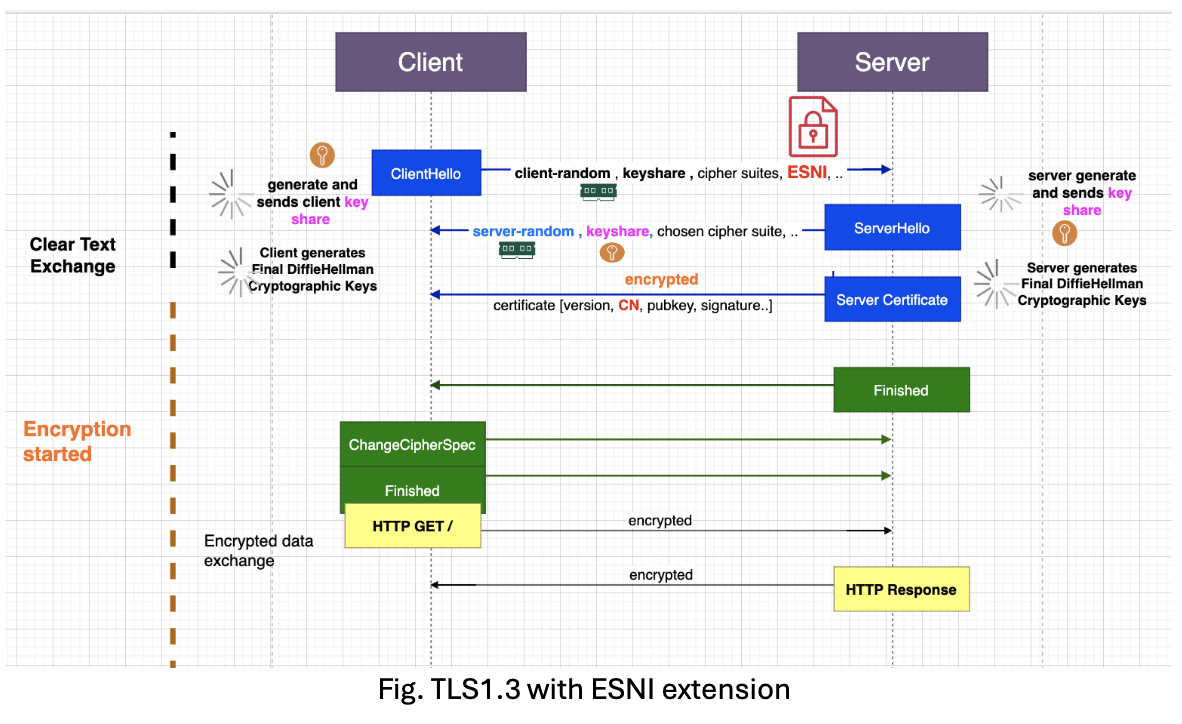 Client
Server
ClientHello
client-random , keyshare , cipher suites, ESNI, ..
generate and
sends client key
share
server generate
and sends key
share
ServerHello
server-random , keyshare, chosen cipher suite, ..
Clear Text
Exchange
Client generates
Final DiffieHellman
Cryptographic Keys
Server generates
Final DiffieHellman
Cryptographic Keys
encrypted
Server Certificate
certificate [version, CN, pubkey, signature..]
Finished
Encryption
started
ChangeCipherSpec
Finished
HTTP GET /
encrypted
Encrypted data
exchange
encrypted
HTTP Response
Fig. TLS1.3 with ESNI extension